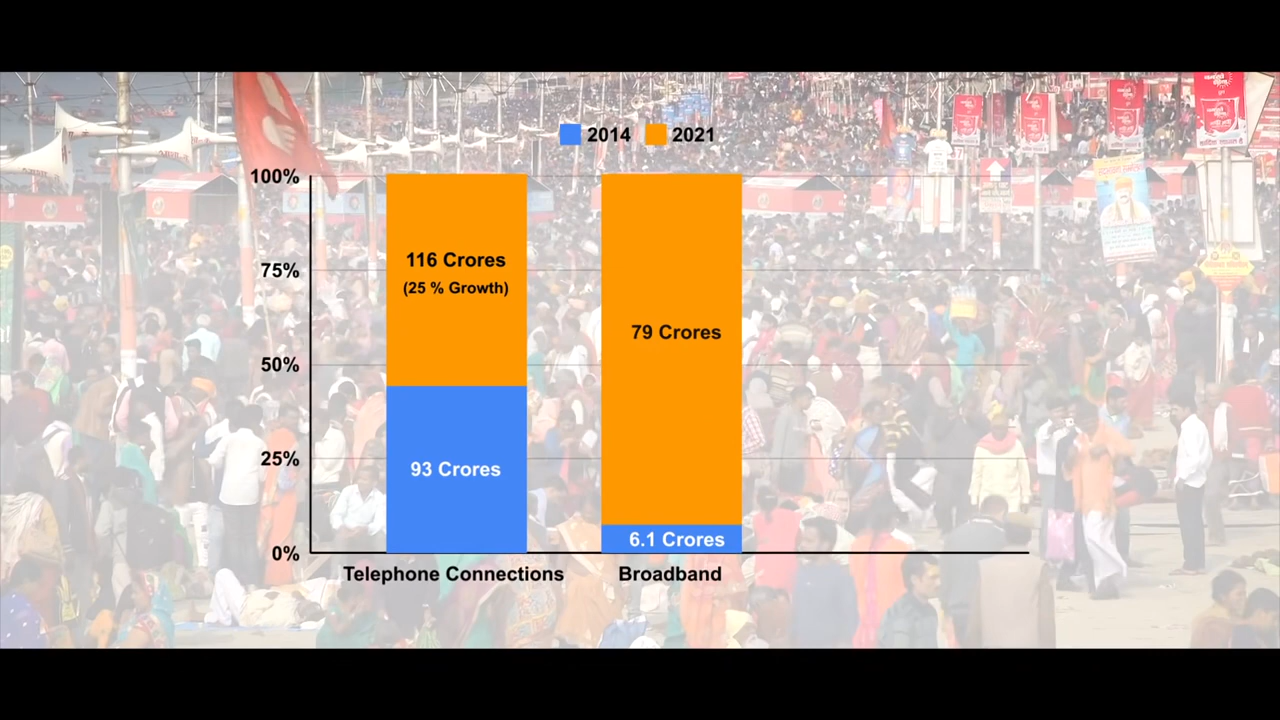 2014 2021
100%
116 Crores
75%
(25 % Growth)
79 Crores
50%
93 Crores
25%
6.1 Crores
0%
Telephone Connections Broadband